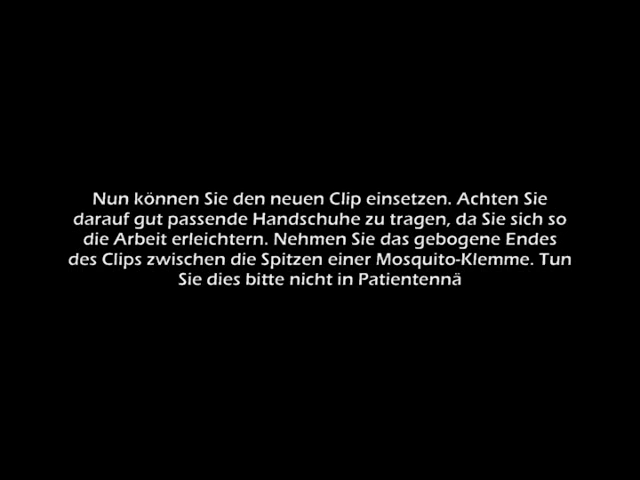 Nun können Sie den neuen Clip einsetzen. Achten Sie
darauf gut passende Handschuhe zu tragen, da Sie sich so
die Arbeit erleichtern. Nehmen Sie das gebogene Endes
des Clips zwischen die Spitzen einer Mosquito-Klemme. Tun
Sie dies bitte nicht in Patientennä